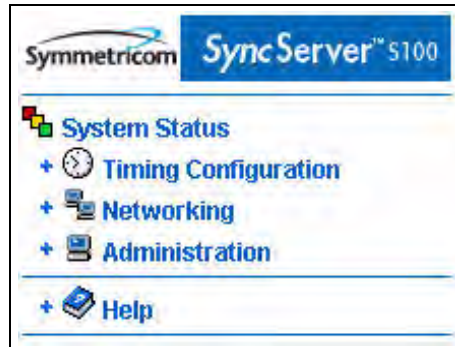 Symmetricom SyncServer™ S100
System Status
+ Timing Configuration
+ Networking
+ Administration
+ Help